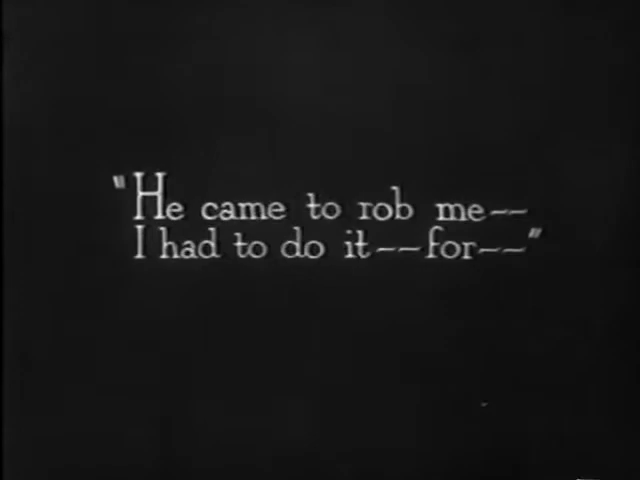 "He came to rob me--
I had to do it--for--"